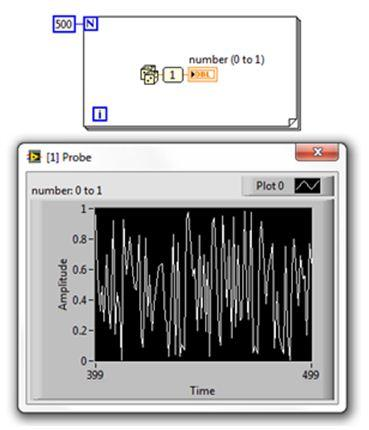 500 N
number (0 to 1)
1 DBL
i
[1] Probe
number: 0 to 1
Plot 0
1
0.8
0.6
0.4
0.2
0
Amplitude
399 499
Time